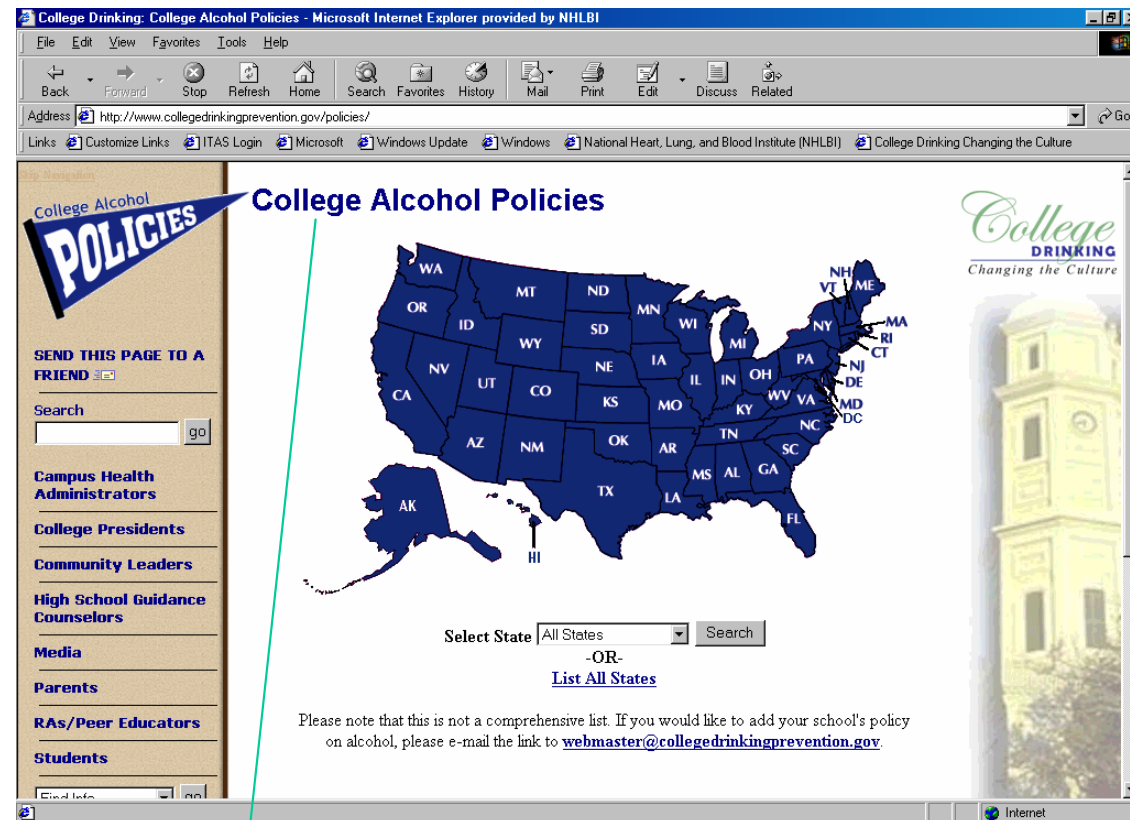 College Drinking: College Alcohol Policies - Microsoft Internet Explorer provided by NHLBI
File Edit View Favorites Tools Help
Back Forward Stop Refresh Home Search Favorites History Mail Print Edit Discuss Related
Address http://www.collegedrinkingprevention.gov/policies/ Go
Links Customize Links ITAS Login Microsoft Windows Update Windows National Heart, Lung, and Blood Institute (NHLBI) College Drinking Changing the Culture
Skip Navigation
College Alcohol
POLICIES
SEND THIS PAGE TO A
FRIEND
Search
go
Campus Health
Administrators
College Presidents
Community Leaders
High School Guidance
Counselors
Media
Parents
RAs/Peer Educators
Students
Find Info go
College Alcohol Policies
WA MT ND MN NH VT ME
OR ID SD WI MI NY MA
WY RI
CT
NV NE IA PA NJ
CA UT CO IL IN OH DE
KS MO KY WV VA MD
DC
AZ NM OK AR TN NC
SC
MS AL GA
AK TX LA
FL
HI
Select State All States Search
-OR-
List All States
Please note that this is not a comprehensive list. If you would like to add your school's policy
on alcohol, please e-mail the link to webmaster@collegedrinkingprevention.gov.
College
DRINKING
Changing the Culture
Internet